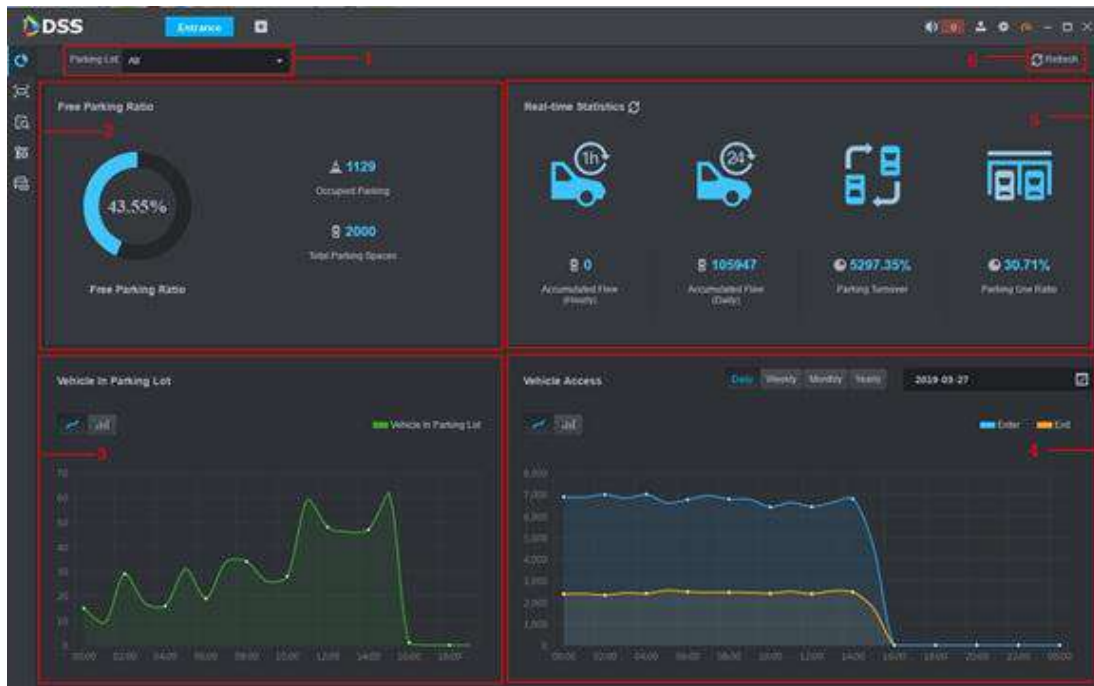 DSS
Entrance
0
Parking Lot: All
1
6
Refresh
Free Parking Ratio
2
43.55%
Free Parking Ratio
1129
Occupied Parking
2000
Total Parking Spaces
Real-time Statistics
5
1h
24
0
Accumulated Flow
(Hourly)
105947
Accumulated Flow
(Daily)
5297.35%
Parking Turnover
30.71%
Parking Use Ratio
Vehicle In Parking Lot
Vehicle In Parking Lot
3
70
60
50
40
30
20
10
0
00:00 02:00 04:00 06:00 08:00 10:00 12:00 14:00 16:00 18:00
Vehicle Access
Daily Weekly Monthly Yearly
2019-03-27
Enter Exit
4
8,000
7,000
6,000
5,000
4,000
3,000
2,000
1,000
0
00:00 02:00 04:00 06:00 08:00 10:00 12:00 14:00 16:00 18:00 20:00 22:00 00:00